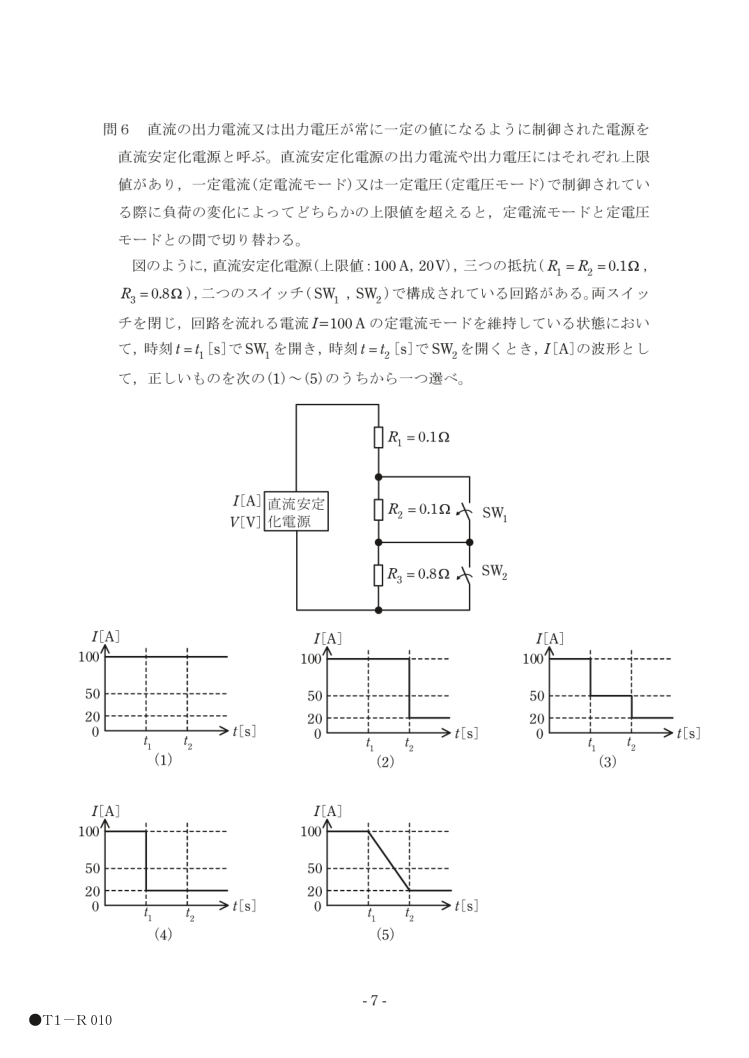 問６　直流の出力電流又は出力電圧が常に一定の値になるように制御された電源を
直流安定化電源と呼ぶ。直流安定化電源の出力電流や出力電圧にはそれぞれ上限
値があり，一定電流(定電流モード)又は一定電圧(定電圧モード)で制御されてい
る際に負荷の変化によってどちらかの上限値を超えると，定電流モードと定電圧
モードとの間で切り替わる。
図のように，直流安定化電源(上限値：100 A, 20V)，三つの抵抗( R₁ = R₂ = 0.1Ω，
R₃ = 0.8Ω )，二つのスイッチ( SW₁ ，SW₂ )で構成されている回路がある。両スイッ
チを閉じ，回路を流れる電流 I=100 A の定電流モードを維持している状態におい
て，時刻 t = t₁ [s]で SW₁ を開き，時刻 t = t₂ [s]で SW₂ を開くとき，I [A]の波形とし
て，正しいものを次の(1)～(5)のうちから一つ選べ。
R₁ = 0.1Ω
I[A]
V[V]
直流安定
化電源
R₂ = 0.1Ω
SW₁
R₃ = 0.8Ω
SW₂
I[A]
100
50
20
0
t₁
t₂
t[s]
(1)
I[A]
100
50
20
0
t₁
t₂
t[s]
(2)
I[A]
100
50
20
0
t₁
t₂
t[s]
(3)
I[A]
100
50
20
0
t₁
t₂
t[s]
(4)
I[A]
100
50
20
0
t₁
t₂
t[s]
(5)
- 7 -
●T1－R 010